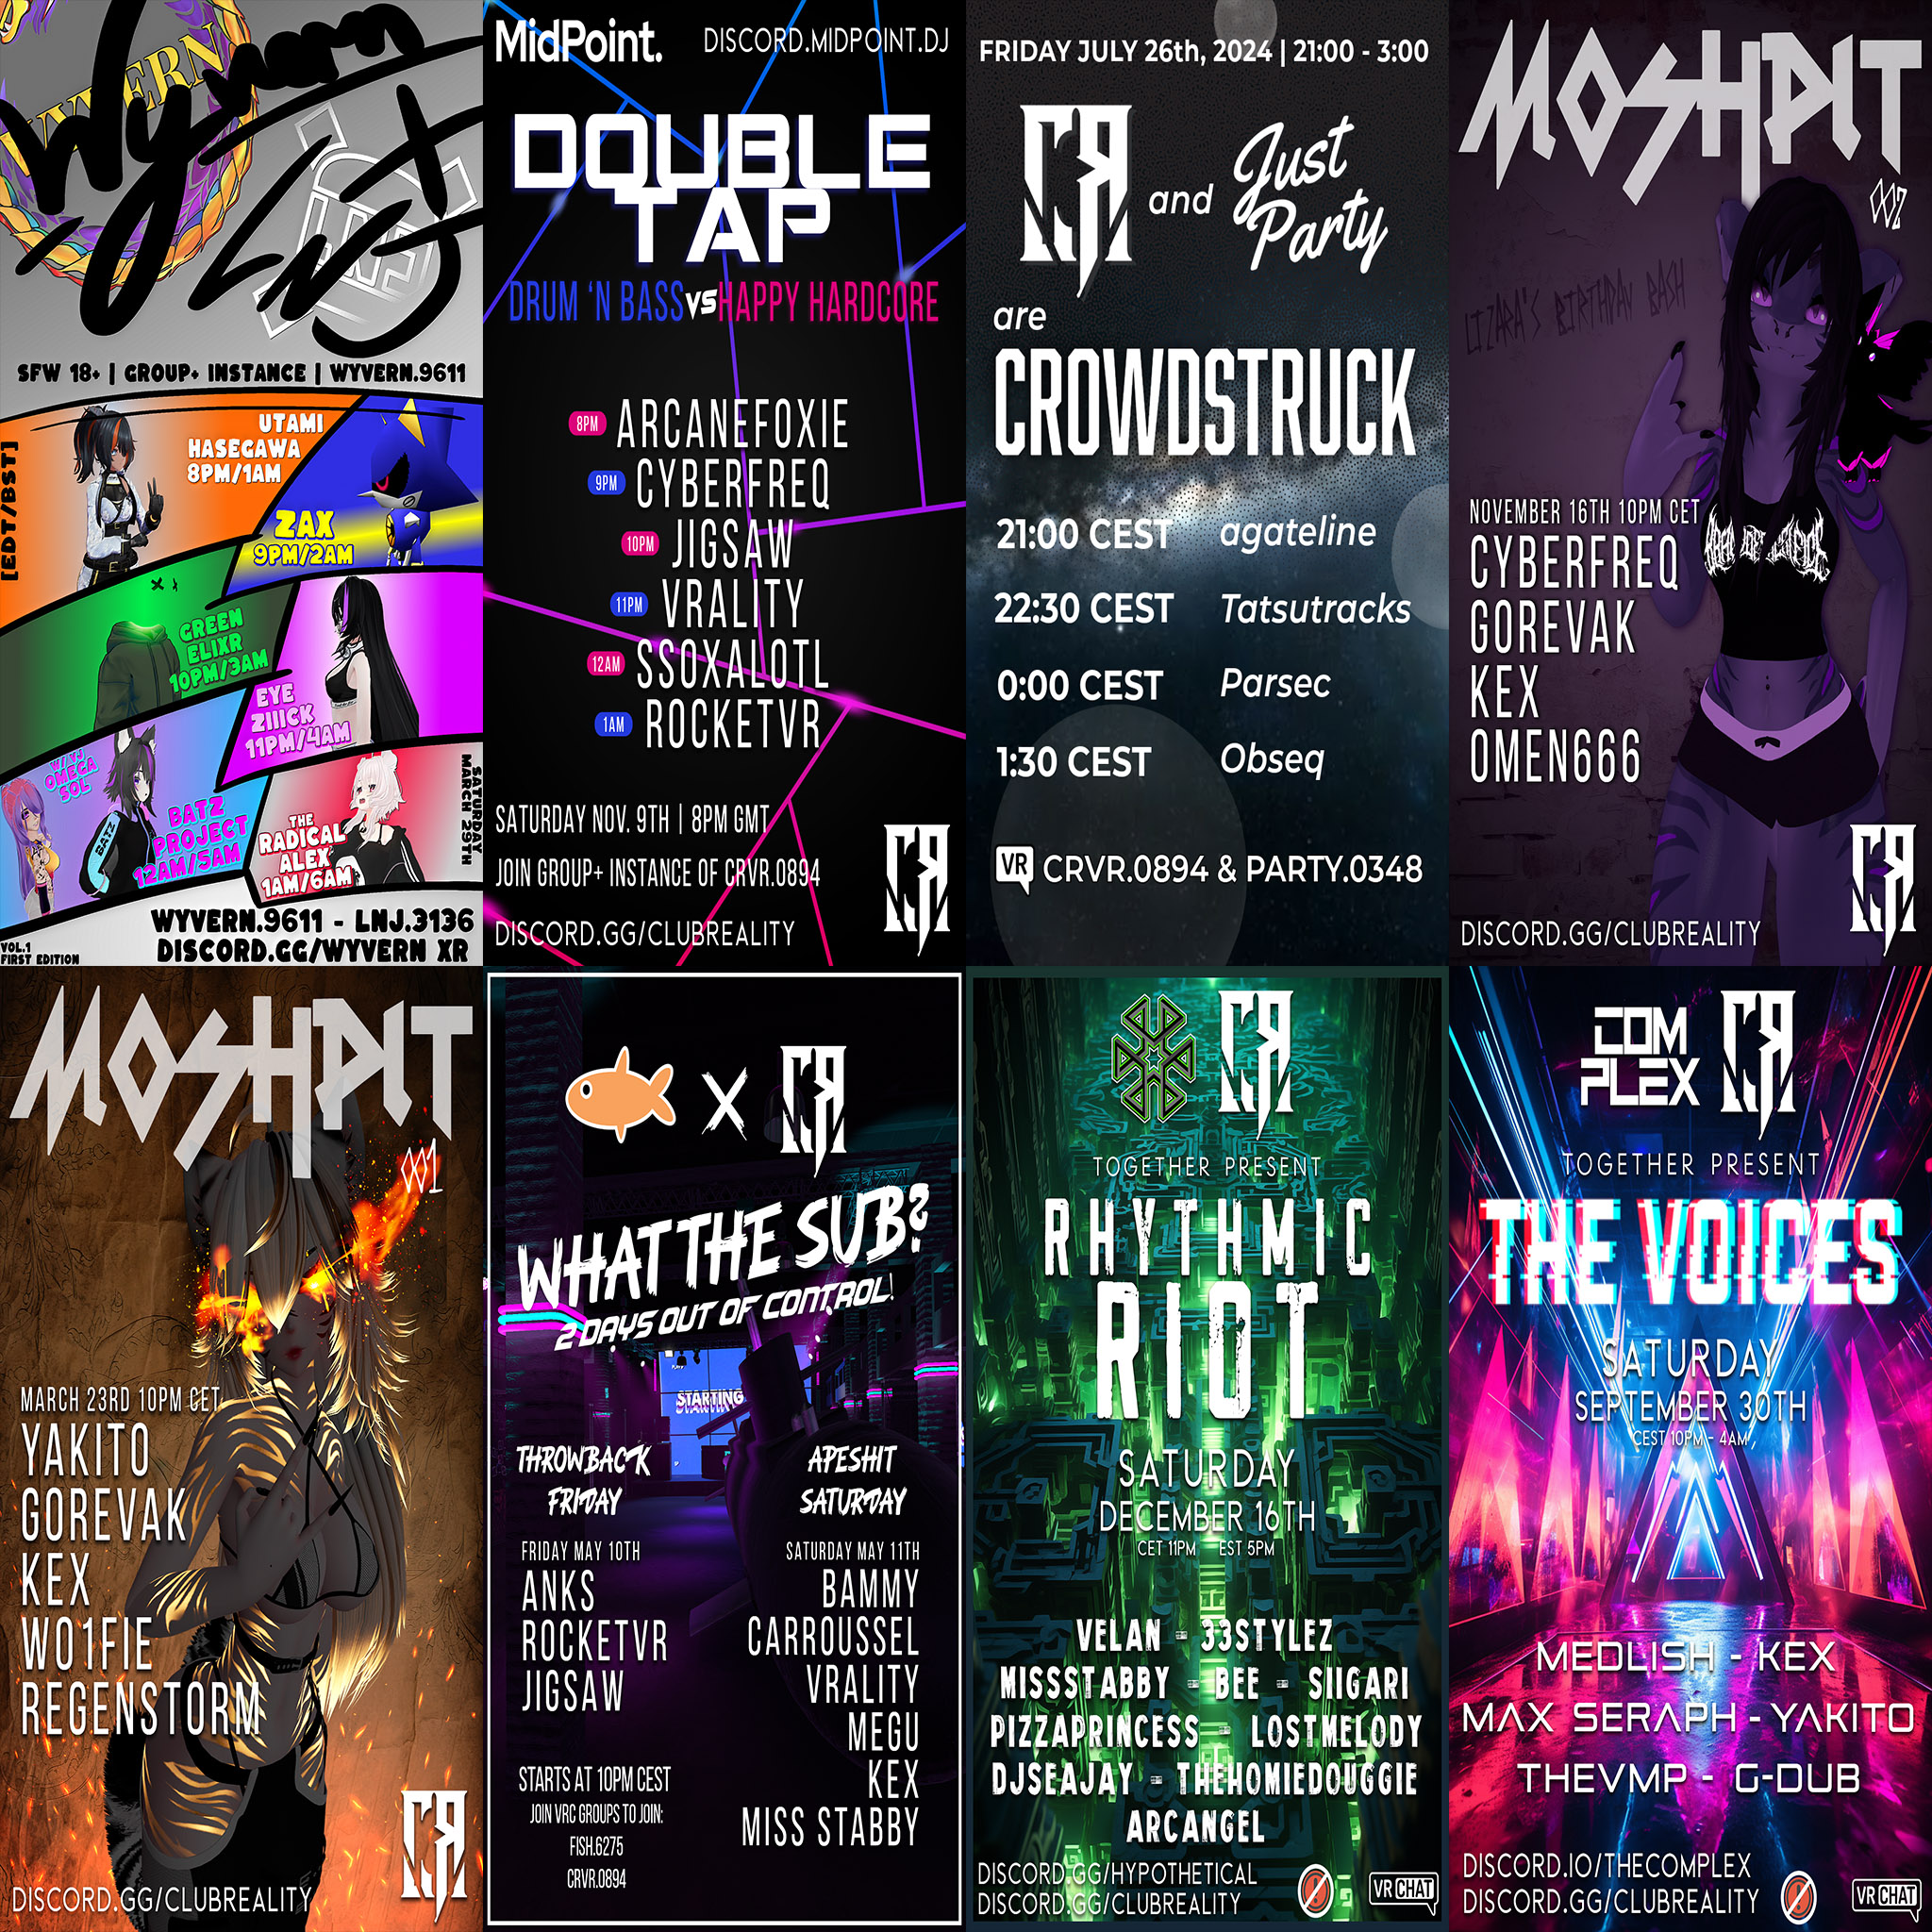 WYVERN
Wyvern
LNJ
SFW 18+ | GROUP+ INSTANCE | WYVERN.9611
[EDT/BST]
UTAMI
HASEGAWA
8PM/1AM
ZAX
9PM/2AM
GREEN
ELIXR
10PM/3AM
EYE
ZIIICK
11PM/4AM
W/VJ
OMEGA
SOL
BATZ
BATZ
PROJECT
12AM/5AM
THE
RADICAL
ALEX
1AM/6AM
SATURDAY
MARCH 29TH
WYVERN.9611 - LNJ.3136
DISCORD.GG/WYVERN XR
VOL.1
FIRST EDITION
MidPoint.
DISCORD.MIDPOINT.DJ
DOUBLE
TAP
DRUM 'N BASS VS HAPPY HARDCORE
8PM ARCANEFOXIE
9PM CYBERFREQ
10PM JIGSAW
11PM VRALITY
12AM SSOXALOTL
1AM ROCKETVR
SATURDAY NOV. 9TH | 8PM GMT
JOIN GROUP+ INSTANCE OF CRVR.0894
DISCORD.GG/CLUBREALITY
CR
FRIDAY JULY 26th, 2024 | 21:00 - 3:00
CR and Just
Party
are
CROWDSTRUCK
21:00 CEST agateline
22:30 CEST Tatsutracks
0:00 CEST Parsec
1:30 CEST Obseq
VR CRVR.0894 & PARTY.0348
MOSHPIT
002
LIZARA'S BIRTHDAY BASH
NOVEMBER 16TH 10PM CET
CYBERFREQ
GOREVAK
KEX
OMEN666
DISCORD.GG/CLUBREALITY
CR
MOSHPIT
001
MARCH 23RD 10PM CET
YAKITO
GOREVAK
KEX
WO1FIE
REGENSTORM
DISCORD.GG/CLUBREALITY
CR
X CR
WHAT THE SUB?
2 DAYS OUT OF CONTROL!
STARTING
THROWBACK
FRIDAY
FRIDAY MAY 10TH
ANKS
ROCKETVR
JIGSAW
STARTS AT 10PM CEST
JOIN VRC GROUPS TO JOIN:
FISH.6275
CRVR.0894
APESHIT
SATURDAY
SATURDAY MAY 11TH
BAMMY
CARROUSSEL
VRALITY
MEGU
KEX
MISS STABBY
CR
TOGETHER PRESENT
RHYTHMIC
RIOT
SATURDAY
DECEMBER 16TH
CET 11PM EST 5PM
VELAN - 33STYLEZ
MISSSTABBY - BEE - SIIGARI
PIZZAPRINCESS - LOSTMELODY
DJSEAJAY - THEHOMIEDOUGGIE
ARCANGEL
DISCORD.GG/HYPOTHETICAL
DISCORD.GG/CLUBREALITY
VRCHAT
COM
PLEX
CR
TOGETHER PRESENT
THE VOICES
SATURDAY
SEPTEMBER 30TH
CEST 10PM - 4AM
MEDLISH - KEX
MAX SERAPH - YAKITO
THEVMP - G-DUB
DISCORD.IO/THECOMPLEX
DISCORD.GG/CLUBREALITY
VRCHAT